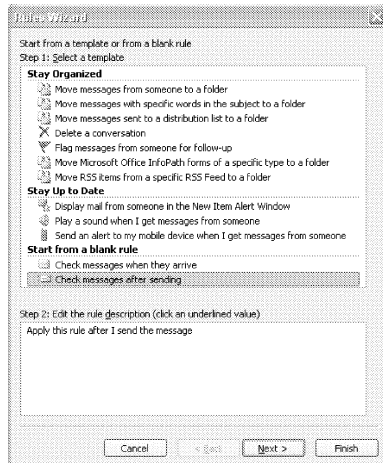 Rules Wizard
Start from a template or from a blank rule
Step 1: Select a template
Stay Organized
Move messages from someone to a folder
Move messages with specific words in the subject to a folder
Move messages sent to a distribution list to a folder
Delete a conversation
Flag messages from someone for follow-up
Move Microsoft Office InfoPath forms of a specific type to a folder
Move RSS items from a specific RSS Feed to a folder
Stay Up to Date
Display mail from someone in the New Item Alert Window
Play a sound when I get messages from someone
Send an alert to my mobile device when I get messages from someone
Start from a blank rule
Check messages when they arrive
Check messages after sending
Step 2: Edit the rule description (click an underlined value)
Apply this rule after I send the message
Cancel < Back Next > Finish